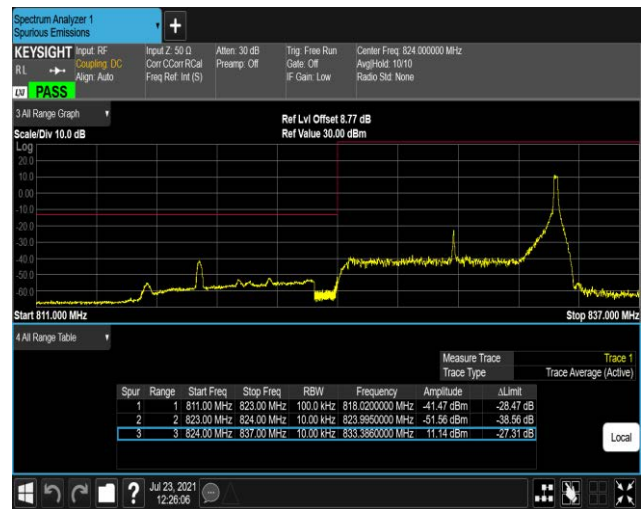 Spectrum Analyzer 1
Spurious Emissions
+
KEYSIGHT Input: RF Input Z: 50 Ω Atten: 30 dB Trig: Free Run Center Freq: 824.000000 MHz
RL Coupling: DC Corr CCorr RCal Preamp: Off Gate: Off Avg|Hold: 10/10
Align: Auto Freq Ref: Int (S) IF Gain: Low Radio Std: None
LXI PASS
3 All Range Graph
Ref Lvl Offset 8.77 dB
Scale/Div 10.0 dB Ref Value 30.00 dBm
Log
20.0
10.0
0.00
-10.0
-20.0
-30.0
-40.0
-50.0
-60.0
Start 811.000 MHz Stop 837.000 MHz
4 All Range Table
Measure Trace Trace 1
Trace Type Trace Average (Active)
Spur Range Start Freq Stop Freq RBW Frequency Amplitude ΔLimit
1 1 811.00 MHz 823.00 MHz 100.0 kHz 818.0200000 MHz -41.47 dBm -28.47 dB
2 2 823.00 MHz 824.00 MHz 10.00 kHz 823.9950000 MHz -51.56 dBm -38.56 dB
3 3 824.00 MHz 837.00 MHz 10.00 kHz 833.3860000 MHz 11.14 dBm -27.31 dB
Local
? Jul 23, 2021
12:26:06